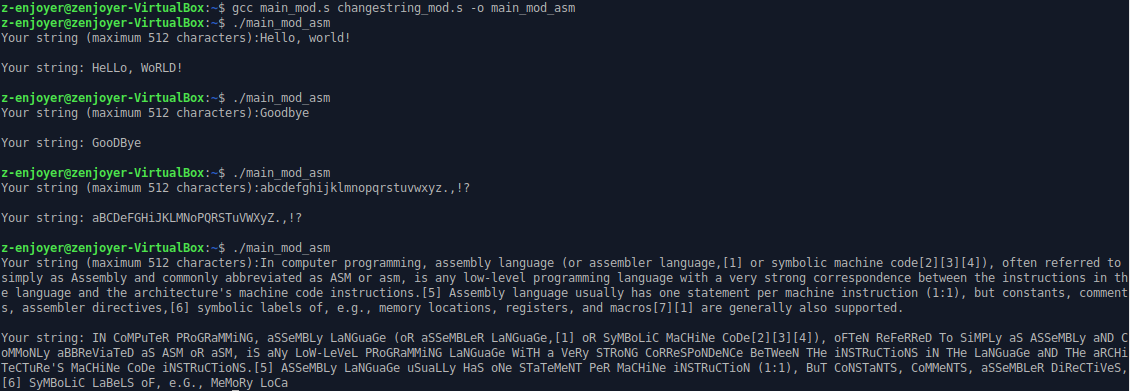 z-enjoyer@zenjoyer-VirtualBox:~$ gcc main_mod.s changestring_mod.s -o main_mod_asm
z-enjoyer@zenjoyer-VirtualBox:~$ ./main_mod_asm
Your string (maximum 512 characters):Hello, world!
Your string: HeLLo, WoRLD!
z-enjoyer@zenjoyer-VirtualBox:~$ ./main_mod_asm
Your string (maximum 512 characters):Goodbye
Your string: GooDBye
z-enjoyer@zenjoyer-VirtualBox:~$ ./main_mod_asm
Your string (maximum 512 characters):abcdefghijklmnopqrstuvwxyz.,!?
Your string: aBCDeFGHiJKLMNoPQRSTuVWXyZ.,!?
z-enjoyer@zenjoyer-VirtualBox:~$ ./main_mod_asm
Your string (maximum 512 characters):In computer programming, assembly language (or assembler language,[1] or symbolic machine code[2][3][4]), often referred to
simply as Assembly and commonly abbreviated as ASM or asm, is any low-level programming language with a very strong correspondence between the instructions in th
e language and the architecture's machine code instructions.[5] Assembly language usually has one statement per machine instruction (1:1), but constants, comment
s, assembler directives,[6] symbolic labels of, e.g., memory locations, registers, and macros[7][1] are generally also supported.
Your string: IN CoMPuTeR PRoGRaMMiNG, aSSeMBLy LaNGuaGe (oR aSSeMBLeR LaNGuaGe,[1] oR SyMBoLiC MaCHiNe CoDe[2][3][4]), oFTeN ReFeRReD To SiMPLy aS ASSeMBLy aND C
oMMoNLy aBBReViaTeD aS ASM oR aSM, iS aNy LoW-LeVeL PRoGRaMMiNG LaNGuaGe WiTH a VeRy STRoNG CoRReSPoNDeNCe BeTWeeN THe iNSTRuCTioNS iN THe LaNGuaGe aND THe aRCHi
TeCTuRe'S MaCHiNe CoDe iNSTRuCTioNS.[5] ASSeMBLy LaNGuaGe uSuaLLy HaS oNe STaTeMeNT PeR MaCHiNe iNSTRuCTioN (1:1), BuT CoNSTaNTS, CoMMeNTS, aSSeMBLeR DiReCTiVeS,
[6] SyMBoLiC LaBeLS oF, e.G., MeMoRy LoCa